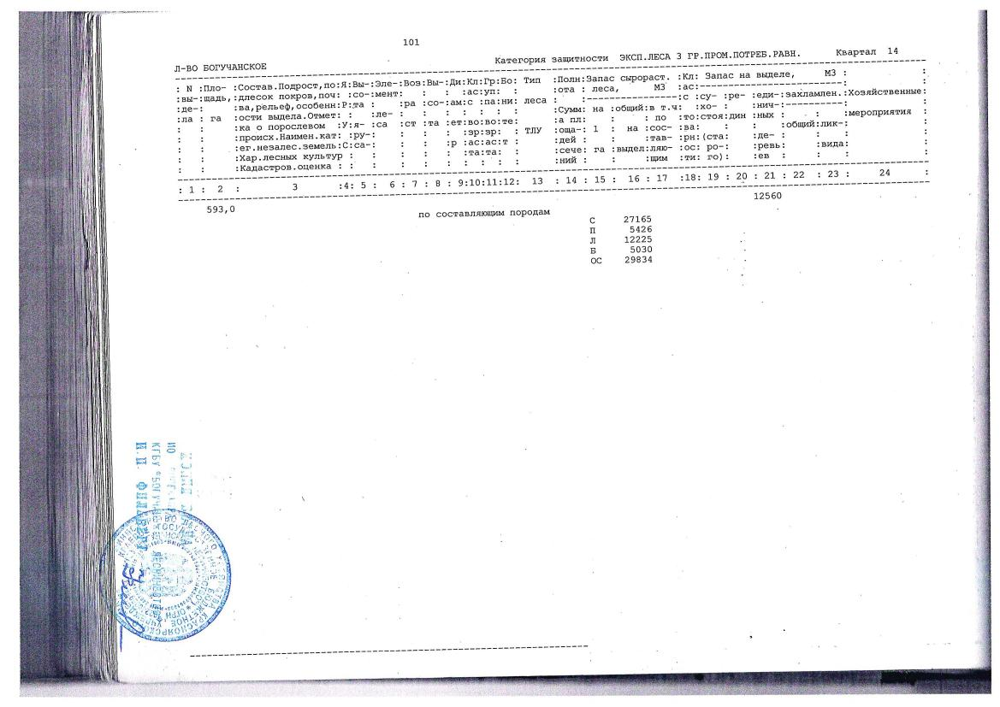 101
Л-ВО БОГУЧАНСКОЕ Категория защитности ЭКСП.ЛЕСА 3 ГР.ПРОМ.ПОТРЕБ.РАВН. Квартал 14
: N :Пло- :Состав.Подрост,по:Я:Вы-:Эле-:Воз:Вы-:Ди:Кл:Гр:Бо: Тип :Полн:Запас сырораст. :Кл: Запас на выделе, М3 : :
:вы-:щадь,:длесок покров,поч: :со-:мент: : : :ас:уп: : :ота : леса, М3 :ас:------------------------:
:де-: :ва,рельеф,особенн:Р:та : :ра :со-:ам:с :па:ни: леса : :---------------:с :су- :ре- :еди-:захламлен.:Хозяйственные:
:ла : га :ости выдела.Отмет: : :ле- : : : : : : : :Сумм: на :общий:в т.ч: :хо- : :нич-:----------: :
: : :ка о порослевом :У:я- :са :ст :та :ет:во:во:те: :а пл: : : по :то:стоя:дин :ных : : :мероприятия :
: : :происх.Наимен.кат: :ру-: : : : :зр:зр: : ТЛУ :оща-: 1 : на :сос- :ва: : : :общий:лик-: :
: : :ег.незалес.земель:С:са-: : : :р :ас:ас:т : :дей : : :тав- :рн:(ста: :де- : : : :
: : :Хар.лесных культур : : : : : : :та:та: : :сече: га :выдел:ляю- :ос: ро- : :ревь: :вида: :
: : :Кадастров.оценка : : : : : : : : : : :ний : : :щим :ти: го): :ев : : : :
: 1 : 2 : 3 :4: 5 : 6 : 7 : 8 : 9:10:11:12: 13 : 14 : 15 : 16 : 17 :18: 19 : 20 : 21 : 22 : 23 : 24 :
593,0 12560
по составляющим породам
С 27165
П 5426
Л 12225
Б 5030
ОС 29834